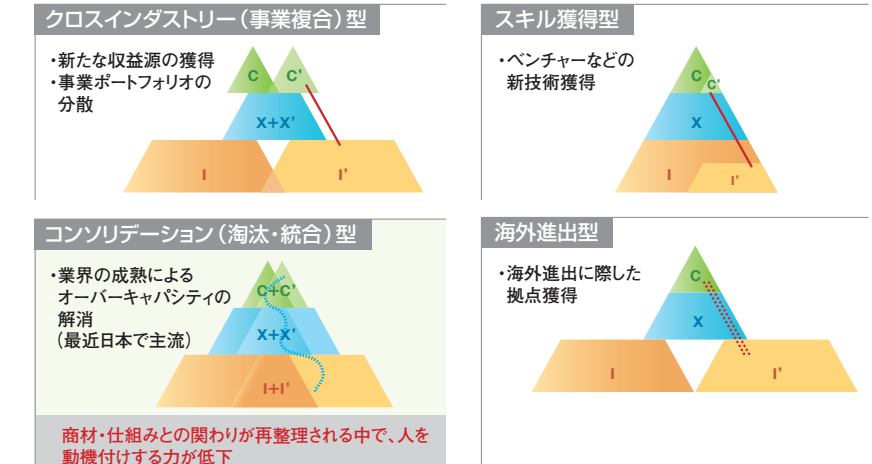 クロスインダストリー(事業複合)型
・新たな収益源の獲得
・事業ポートフォリオの
分散
C C’
X+X’
I I’
スキル獲得型
・ベンチャーなどの
新技術獲得
C C’
X
I I’
コンソリデーション(淘汰・統合)型
・業界の成熟による
オーバーキャパシティの
解消
(最近日本で主流)
C+C’
X+X’
I+I’
商材・仕組みとの関わりが再整理される中で、人を
動機付けする力が低下
海外進出型
・海外進出に際した
拠点獲得
C
X
I I’